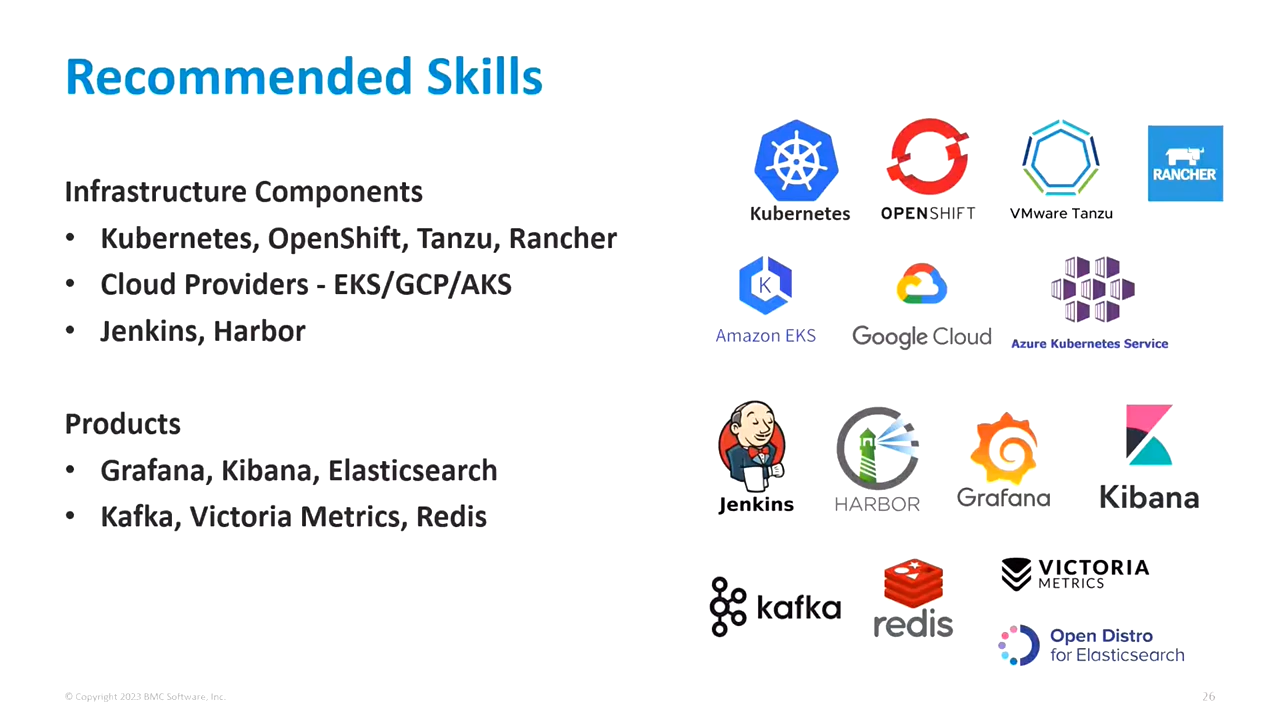 Recommended Skills
Infrastructure Components
• Kubernetes, OpenShift, Tanzu, Rancher
• Cloud Providers - EKS/GCP/AKS
• Jenkins, Harbor
Products
• Grafana, Kibana, Elasticsearch
• Kafka, Victoria Metrics, Redis
Kubernetes
OPENSHIFT
VMware Tanzu
RANCHER
K
Amazon EKS
Google Cloud
Azure Kubernetes Service
Jenkins
HARBOR
Grafana
Kibana
kafka
redis
VICTORIA
METRICS
Open Distro
for Elasticsearch
© Copyright 2023 BMC Software, Inc.
26